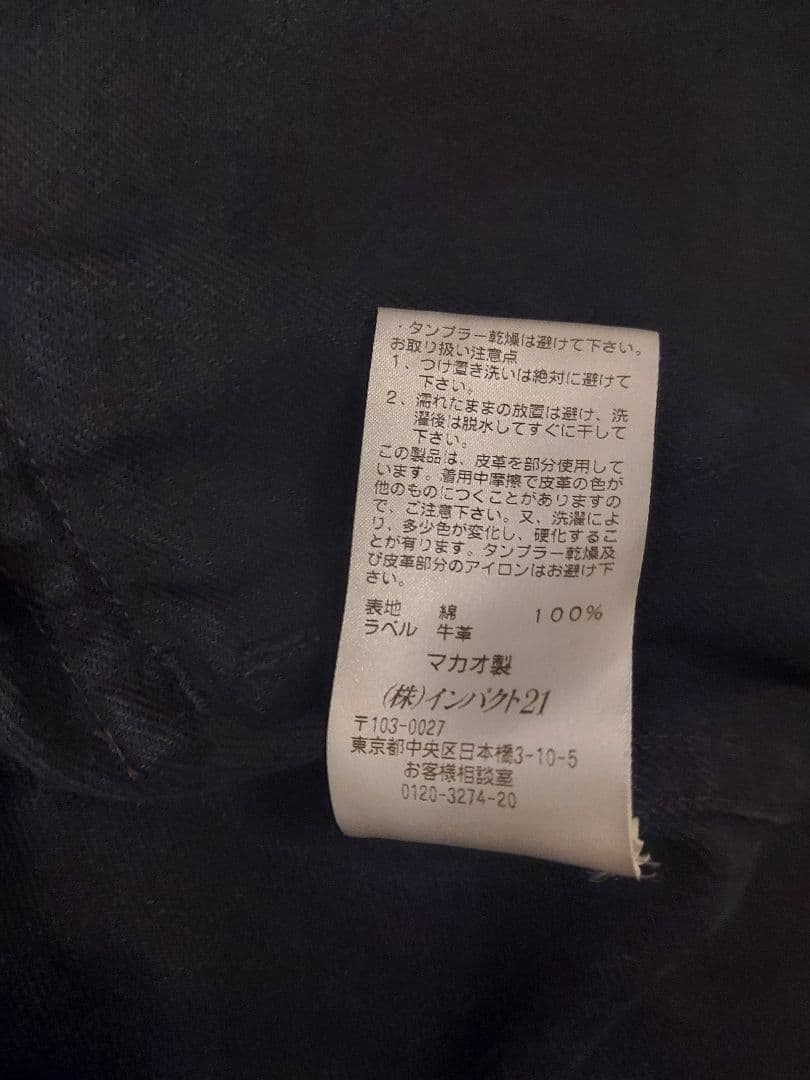 ・タンブラー乾燥は避けて下さい。
お取り扱い注意点
1、つけ置き洗いは絶対に避けて
下さい。
2、濡れたままの放置は避け、洗
濯後は脱水してすぐに干して
下さい。
この製品は、皮革を部分使用して
います。着用中摩擦で皮革の色が
他のものにつくことがありますの
で、ご注意下さい。又、洗濯によ
り、多少色が変化し、硬化するこ
とが有ります。タンブラー乾燥及
び皮革部分のアイロンはお避け下
さい。
表地 綿 100%
ラベル 牛革
マカオ製
(株)インパクト21
〒103-0027
東京都中央区日本橋3-10-5
お客様相談室
0120-3274-20